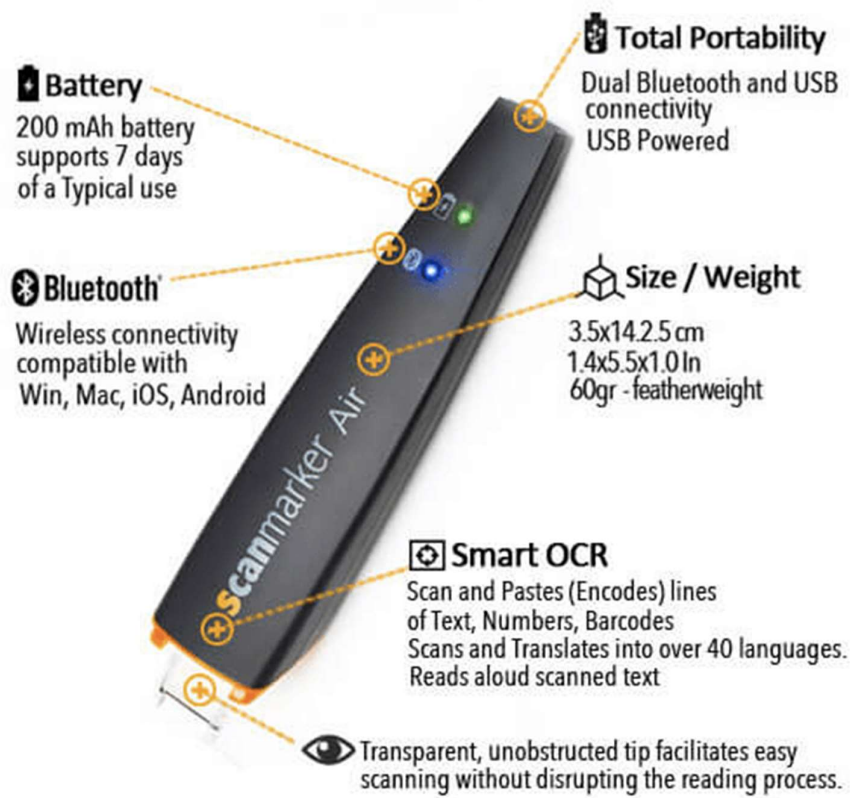 Total Portability
Dual Bluetooth and USB
connectivity
USB Powered
Battery
200 mAh battery
supports 7 days
of a Typical use
Bluetooth
Wireless connectivity
compatible with
Win, Mac, iOS, Android
Size / Weight
3.5x14.2.5 cm
1.4x5.5x1.0 In
60gr - featherweight
scanmarker Air
Smart OCR
Scan and Pastes (Encodes) lines
of Text, Numbers, Barcodes
Scans and Translates into over 40 languages.
Reads aloud scanned text
Transparent, unobstructed tip facilitates easy
scanning without disrupting the reading process.